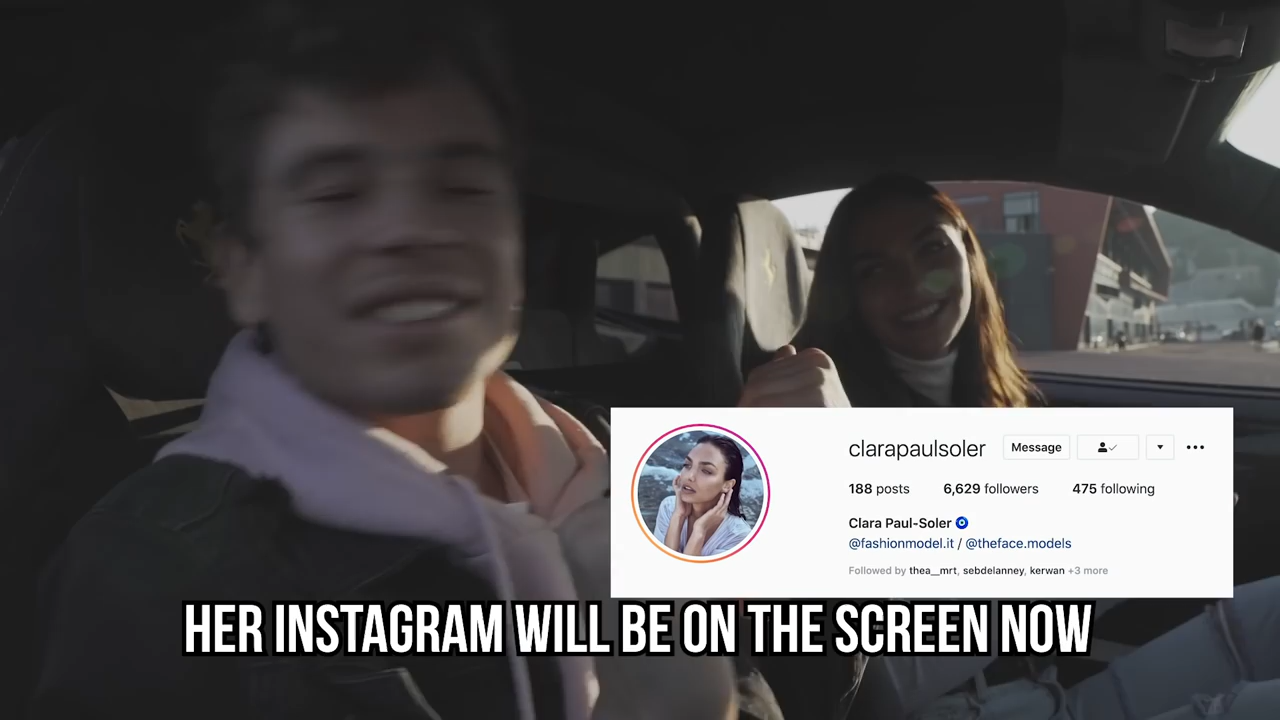 clarapaulsoler Message
188 posts 6,629 followers 475 following
Clara Paul-Soler
@fashionmodel.it / @theface.models
Followed by thea__mrt, sebdelanney, kerwan +3 more
HER INSTAGRAM WILL BE ON THE SCREEN NOW